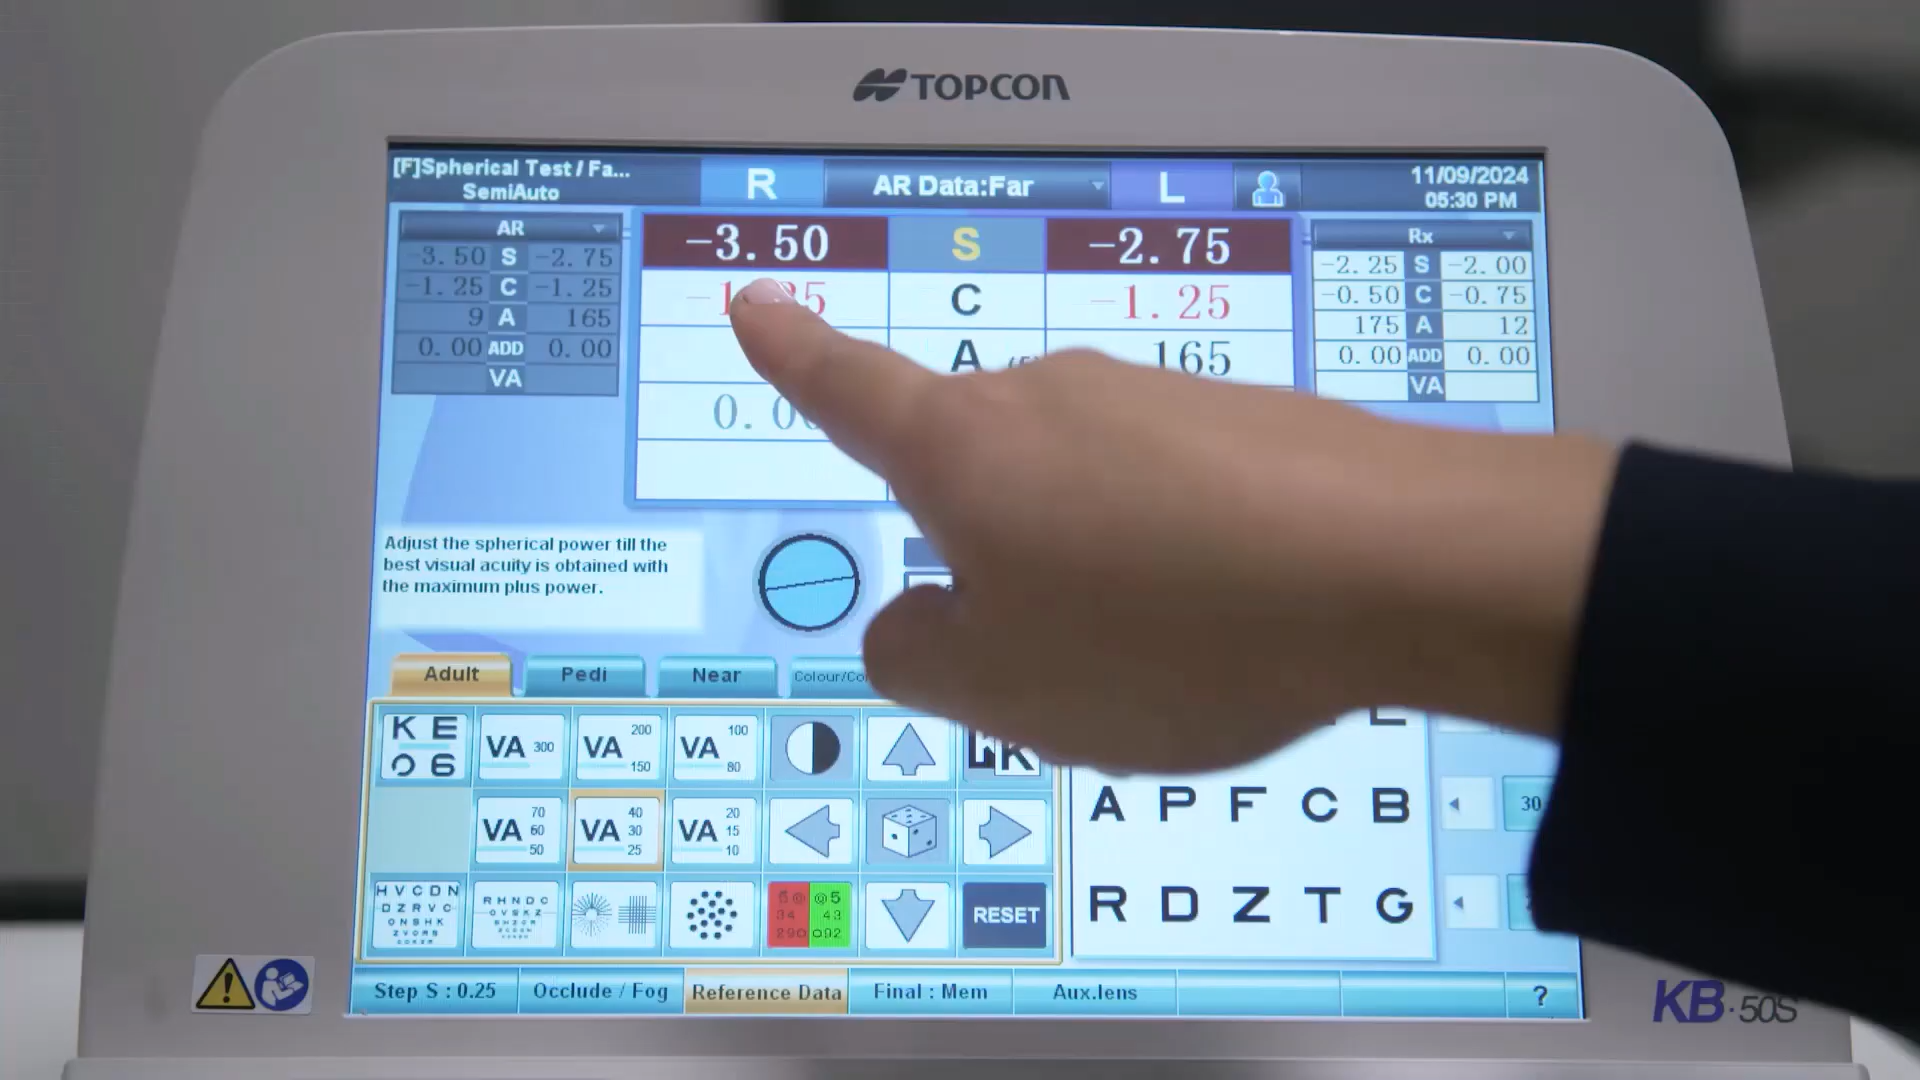 TOPCON
[F]Spherical Test / Fa...
SemiAuto
R
AR Data:Far
L
11/09/2024
05:30 PM
AR
-3.50 S -2.75
-1.25 C -1.25
9 A 165
0.00 ADD 0.00
VA
-3.50 S -2.75
C -1.25
A 165
Rx
-2.25 S -2.00
-0.50 C -0.75
175 A 12
0.00 ADD 0.00
VA
Adjust the spherical power till the
best visual acuity is obtained with
the maximum plus power.
Adult
Pedi
Near
K E
VA 300
VA 200 150
VA 100 80
VA 70 60 50
VA 40 30 25
VA 20 15 10
H V C D N
D Z R V C
O N S H K
R H N D C
RESET
A P F C B
R D Z T G
30
Step S : 0.25
Occlude / Fog
Reference Data
Final : Mem
Aux.lens
?
KB-50S